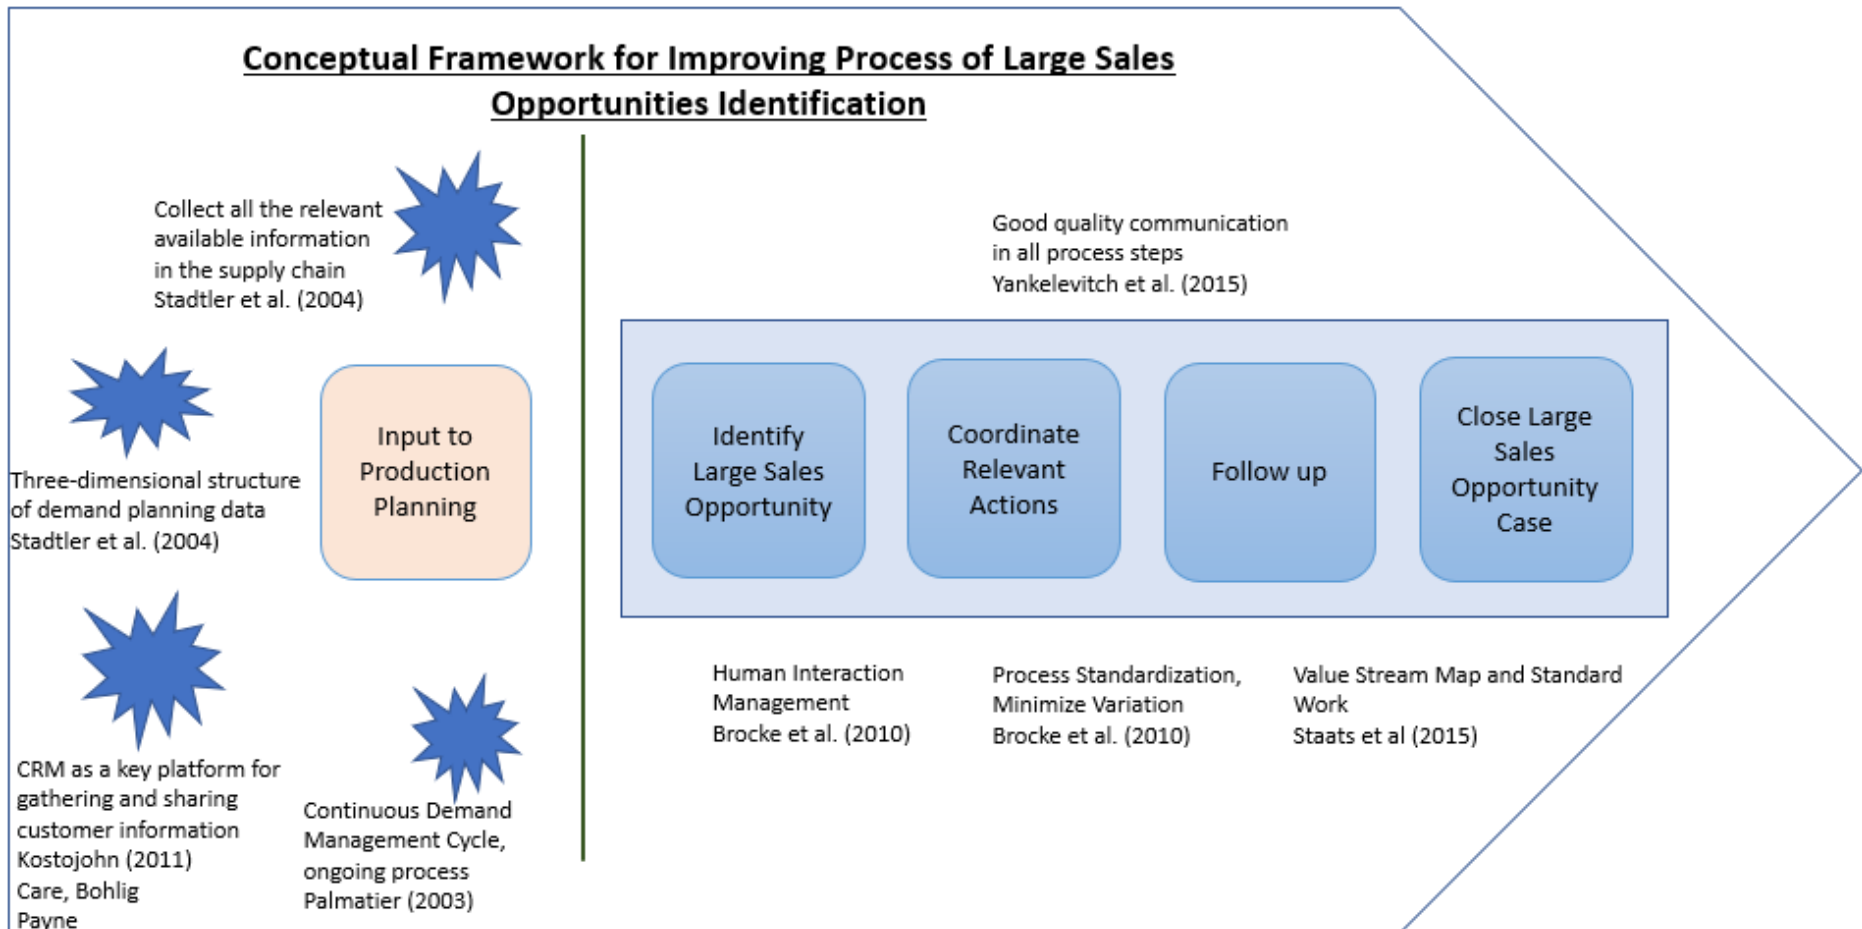 Conceptual Framework for Improving Process of Large Sales
Opportunities Identification
Collect all the relevant
available information
in the supply chain
Stadtler et al. (2004)
Good quality communication
in all process steps
Yankelevitch et al. (2015)
Three-dimensional structure
of demand planning data
Stadtler et al. (2004)
Input to
Production
Planning
Identify
Large Sales
Opportunity
Coordinate
Relevant
Actions
Follow up
Close Large
Sales
Opportunity
Case
CRM as a key platform for
gathering and sharing
customer information
Kostojohn (2011)
Care, Bohlig
Payne
Continuous Demand
Management Cycle,
ongoing process
Palmatier (2003)
Human Interaction
Management
Brocke et al. (2010)
Process Standardization,
Minimize Variation
Brocke et al. (2010)
Value Stream Map and Standard
Work
Staats et al (2015)